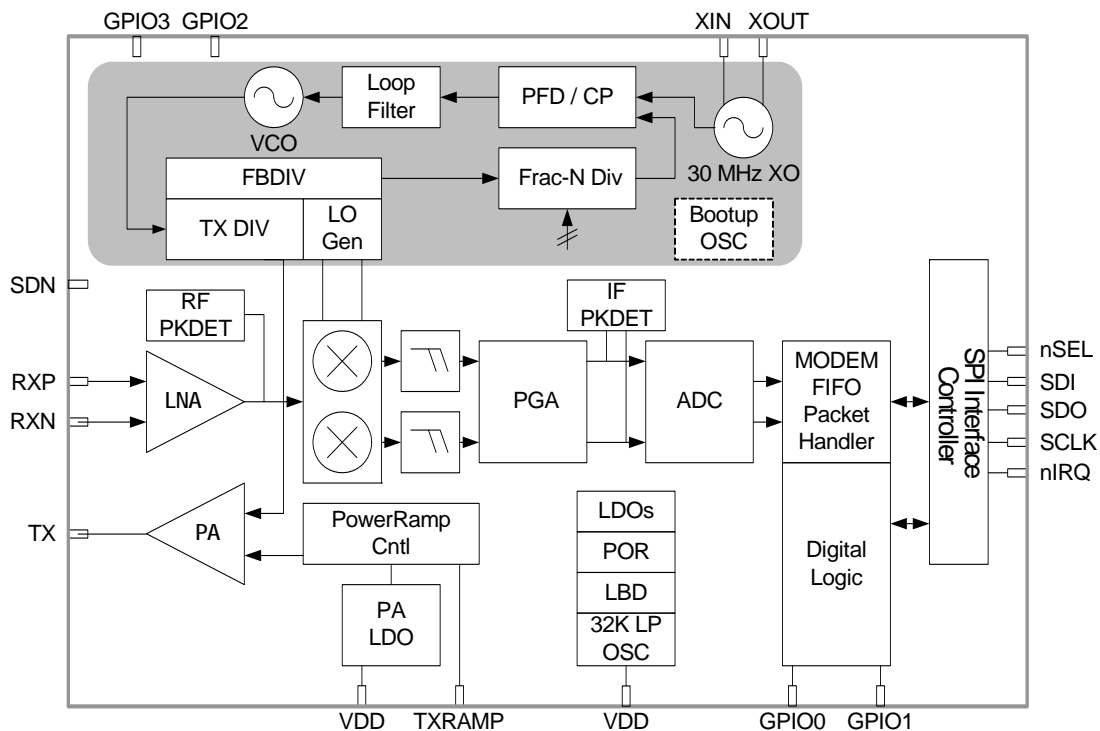 GPIO3 GPIO2
XIN XOUT
Loop
Filter
PFD / CP
VCO
30 MHz XO
FBDIV
Frac-N Div
TX DIV
LO
Gen
Bootup
OSC
SDN
RF
PKDET
IF
PKDET
RXP
RXN
LNA
PGA
ADC
MODEM
FIFO
Packet
Handler
SPI Interface
Controller
nSEL
SDI
SDO
SCLK
nIRQ
TX
PA
PowerRamp
Cntl
PA
LDO
LDOs
POR
LBD
32K LP
OSC
Digital
Logic
VDD
TXRAMP
VDD
GPIO0
GPIO1